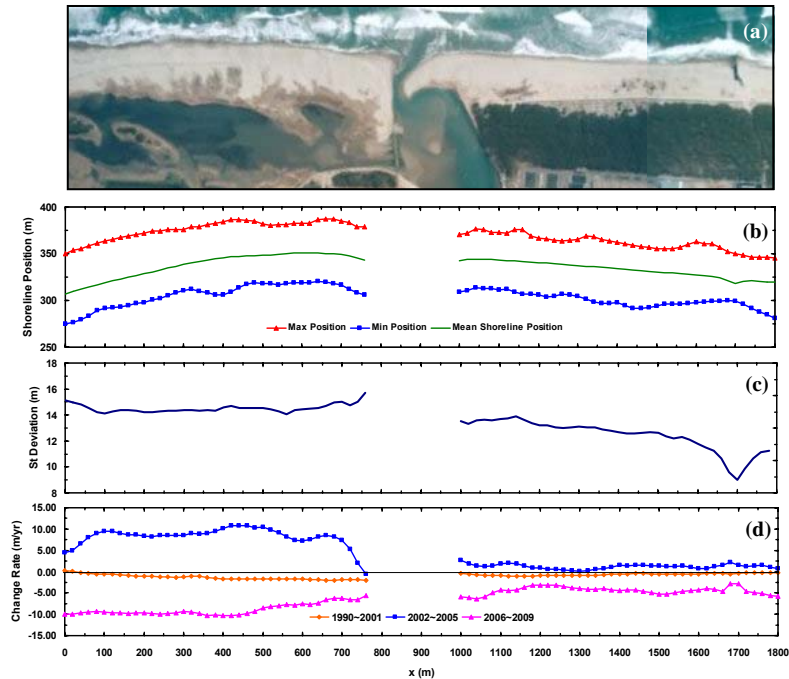 (a)
400
350
300
250
Shoreline Position (m)
(b)
Max Position Min Position Mean Shoreline Position
18
16
14
12
10
8
St Deviation (m)
(c)
15.00
10.00
5.00
0.00
-5.00
-10.00
-15.00
Change Rate (m/yr)
(d)
1990~2001 2002~2005 2006~2009
0 100 200 300 400 500 600 700 800 900 1000 1100 1200 1300 1400 1500 1600 1700 1800
x (m)